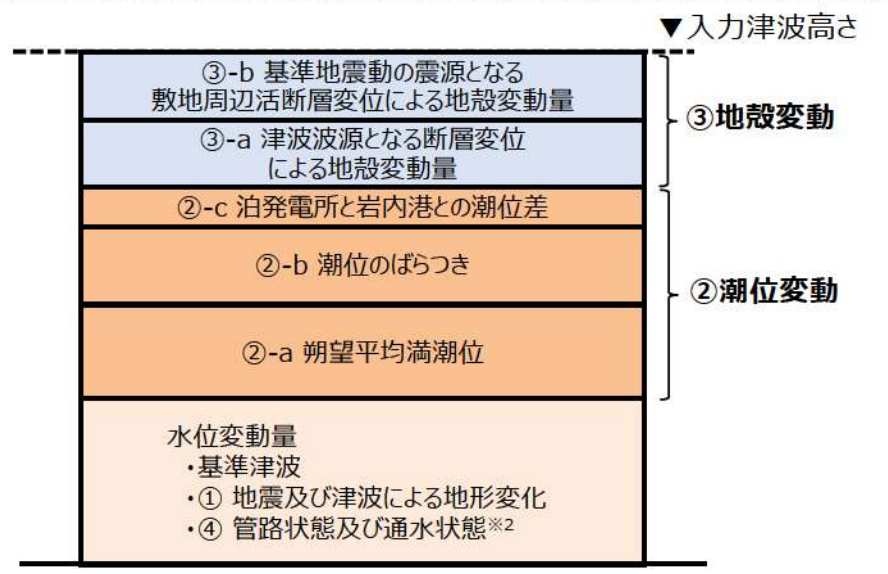 ▼入力津波高さ
③-b 基準地震動の震源となる
敷地周辺活断層変位による地殻変動量
③-a 津波波源となる断層変位
による地殻変動量
③地殻変動
②-c 泊発電所と岩内港との潮位差
②-b 潮位のばらつき
②潮位変動
②-a 朔望平均満潮位
水位変動量
・基準津波
・① 地震及び津波による地形変化
・④ 管路状態及び通水状態※2